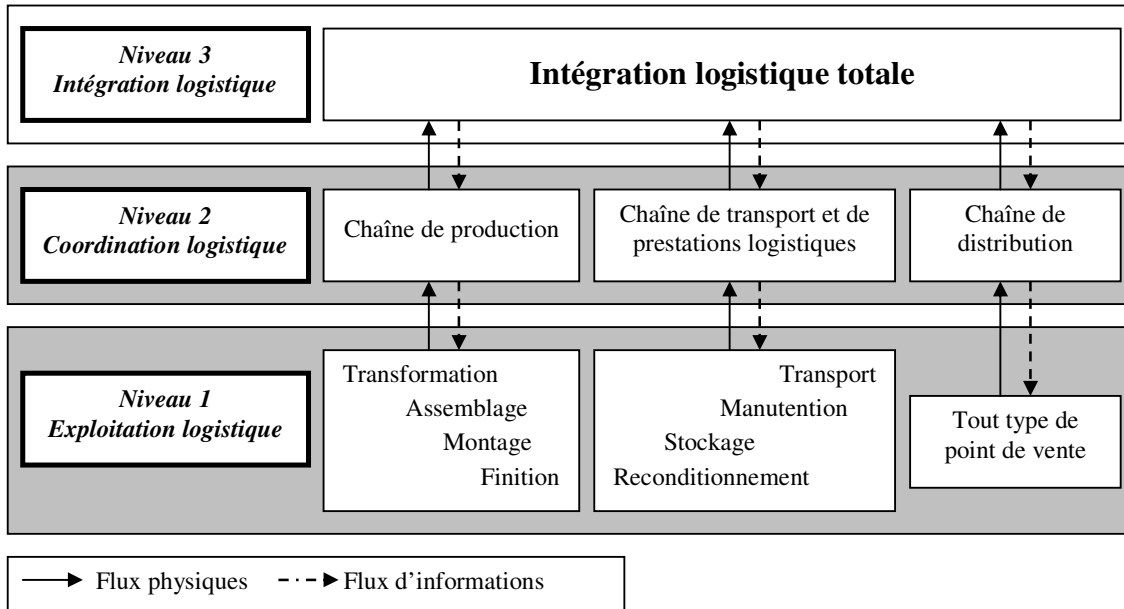 Niveau 3
Intégration logistique
Intégration logistique totale
Niveau 2
Coordination logistique
Chaîne de production
Chaîne de transport et de
prestations logistiques
Chaîne de
distribution
Niveau 1
Exploitation logistique
Transformation
Assemblage
Montage
Finition
Transport
Manutention
Stockage
Reconditionnement
Tout type de
point de vente
Flux physiques
Flux d'informations